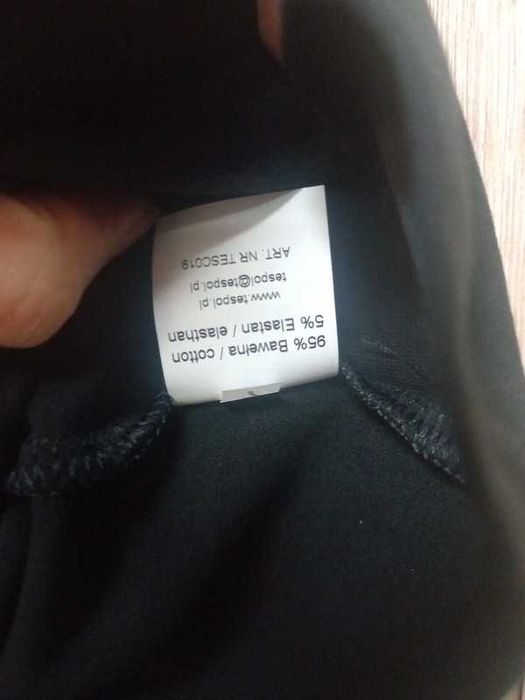 95% Bawełna / cotton
5% Elastan / elasthan
www.tespol.pl
tespol@tespol.pl
ART. NR TESC019